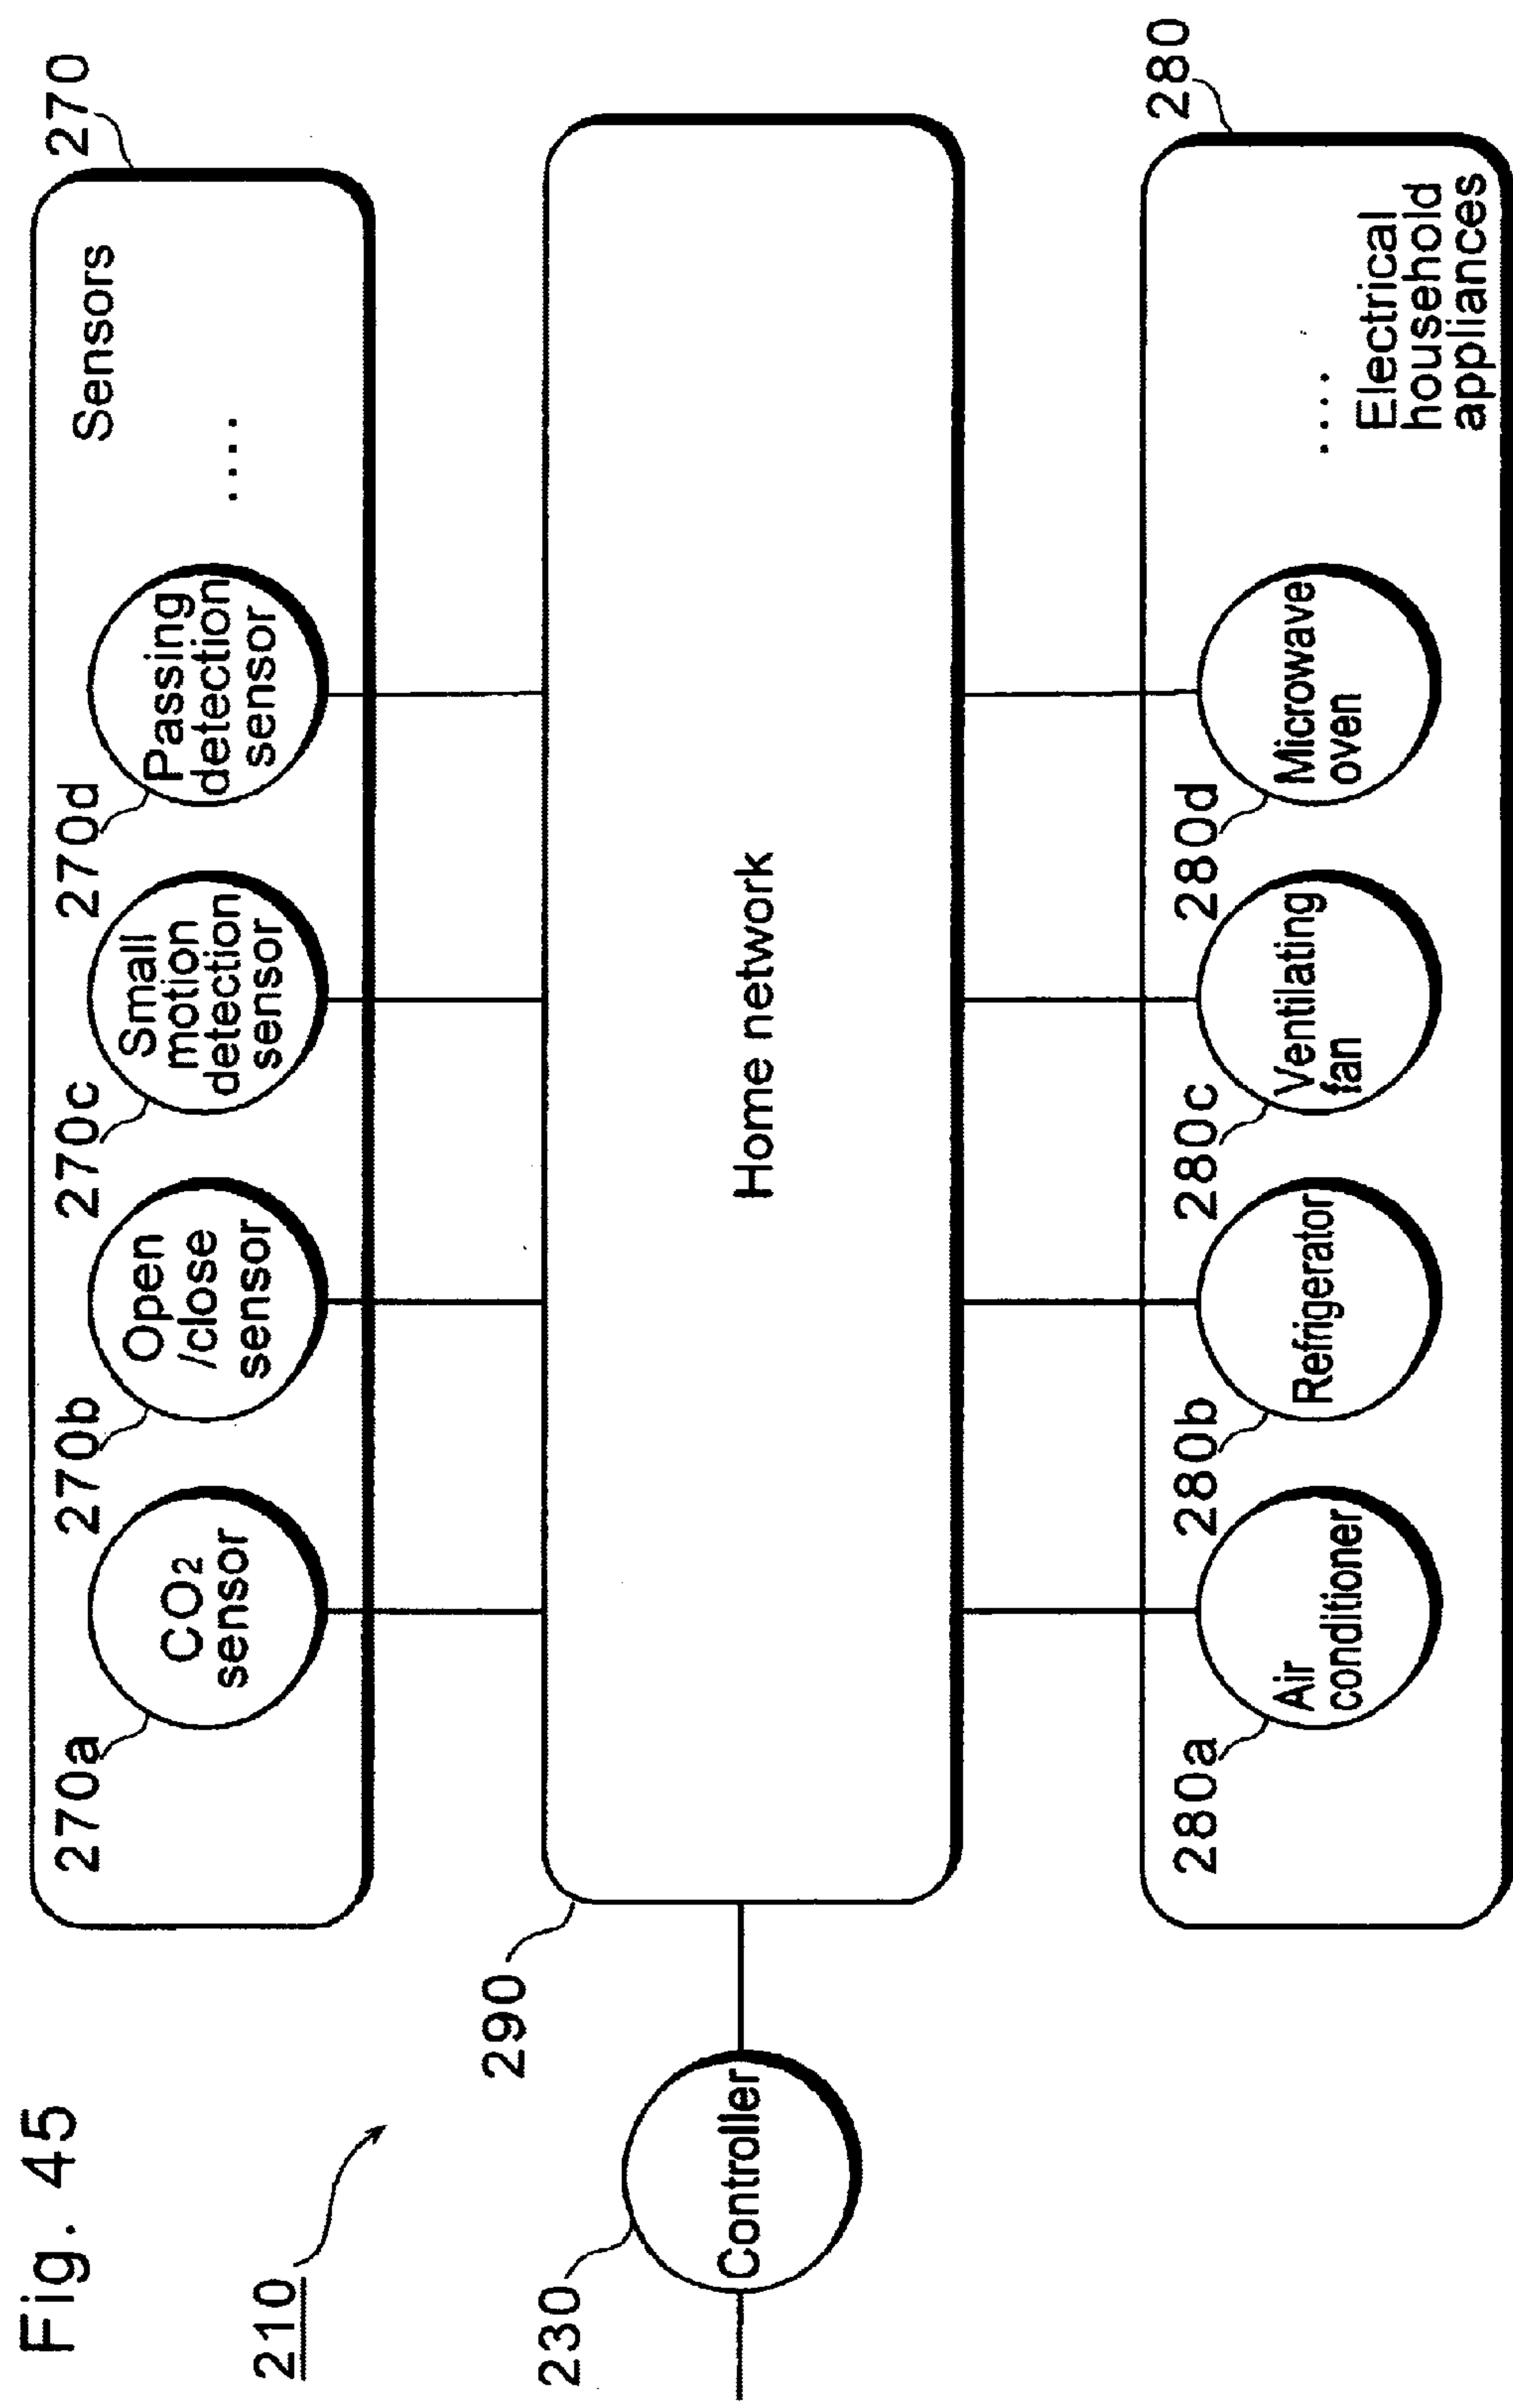 Fig. 45
210
270
Sensors
270a
CO2
sensor
270b
Open
/close
sensor
270c
Small
motion
detection
sensor
270d
Passing
detection
sensor
....
290
Home network
230
Controller
280
280a
Air
conditioner
280b
Refrigerator
280c
Ventilating
fan
280d
Microwave
oven
....
Electrical
household
appliances